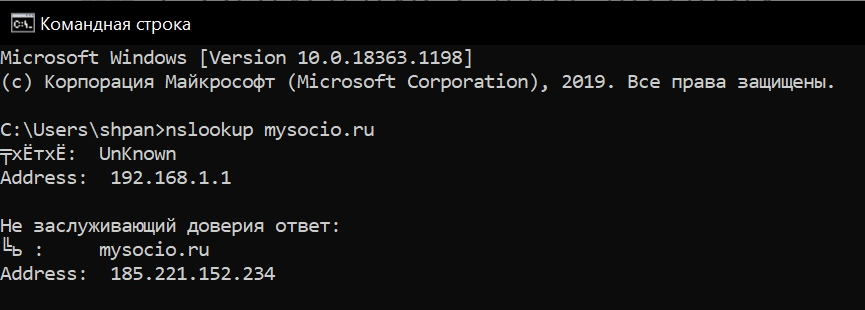 Командная строка
Microsoft Windows [Version 10.0.18363.1198]
(c) Корпорация Майкрософт (Microsoft Corporation), 2019. Все права защищены.
C:\Users\shpan>nslookup mysocio.ru
╤хЁтхЁ:  UnKnown
Address:  192.168.1.1
Не заслуживающий доверия ответ:
╚ь :     mysocio.ru
Address:  185.221.152.234